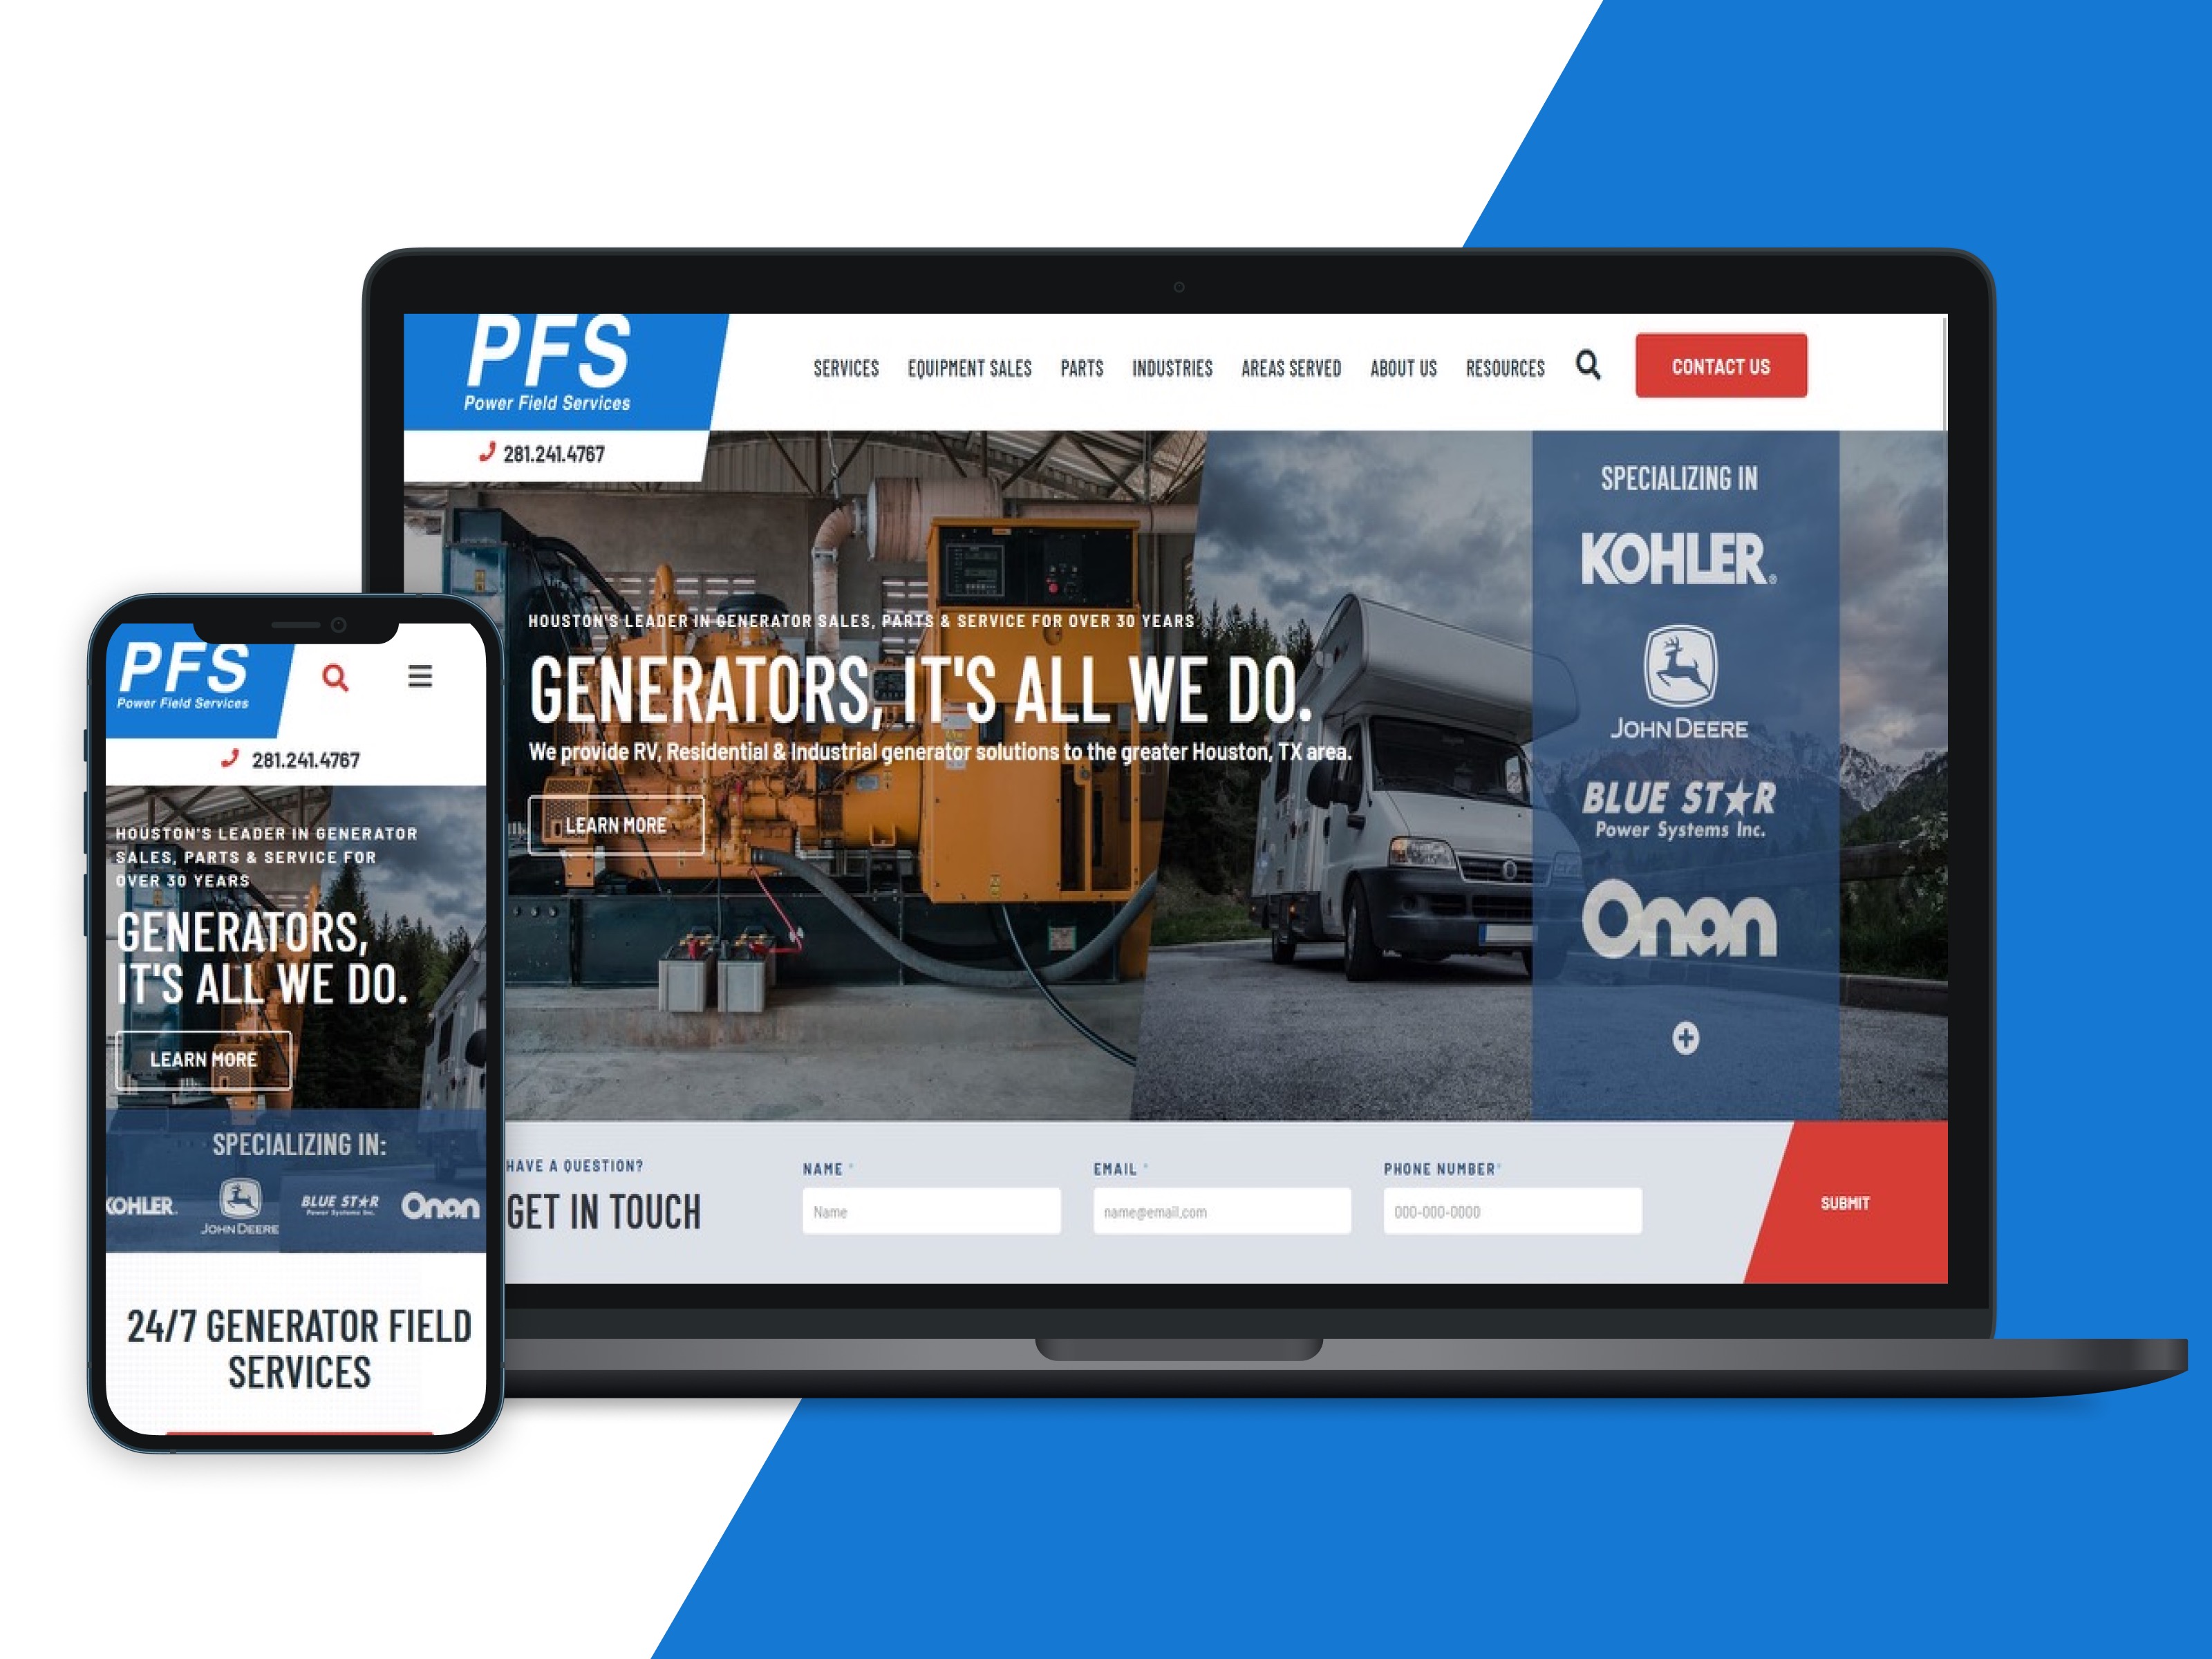 PFS
Power Field Services
SERVICES EQUIPMENT SALES PARTS INDUSTRIES AREAS SERVED ABOUT US RESOURCES CONTACT US
281.241.4767
SPECIALIZING IN
KOHLER®
JOHN DEERE
BLUE ST★R
Power Systems Inc.
Onan
HOUSTON'S LEADER IN GENERATOR SALES, PARTS & SERVICE FOR OVER 30 YEARS
GENERATORS, IT'S ALL WE DO.
We provide RV, Residential & Industrial generator solutions to the greater Houston, TX area.
LEARN MORE
HAVE A QUESTION?
GET IN TOUCH
NAME *
Name
EMAIL *
name@email.com
PHONE NUMBER*
000-000-0000
SUBMIT
PFS
Power Field Services
281.241.4767
HOUSTON'S LEADER IN GENERATOR
SALES, PARTS & SERVICE FOR
OVER 30 YEARS
GENERATORS,
IT'S ALL WE DO.
LEARN MORE
SPECIALIZING IN:
KOHLER.
JOHN DEERE
BLUE ST★R
Power Systems Inc.
Onan
24/7 GENERATOR FIELD
SERVICES